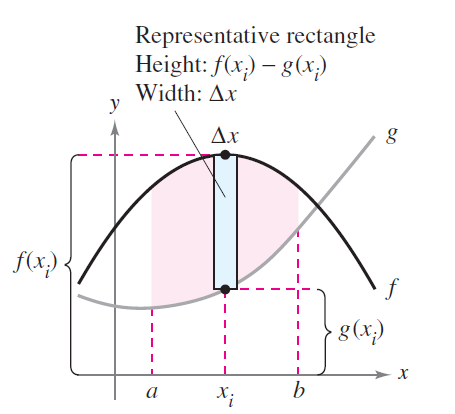 Representative rectangle
Height: f(xᵢ) – g(xᵢ)
Width: Δx
y
Δx
g
f(xᵢ)
f
g(xᵢ)
x
a
xᵢ
b